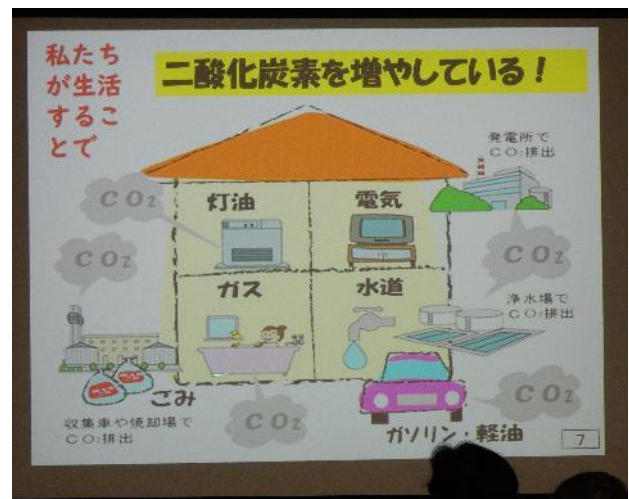 私たち
が生活
するこ
とで
二酸化炭素を増やしている！
発電所で
CO₂排出
CO₂
灯油
電気
CO₂
CO₂
ガス
水道
浄水場で
CO₂排出
ごみ
収集車や焼却場で
CO₂排出
CO₂
CO₂
ガソリン・軽油
7